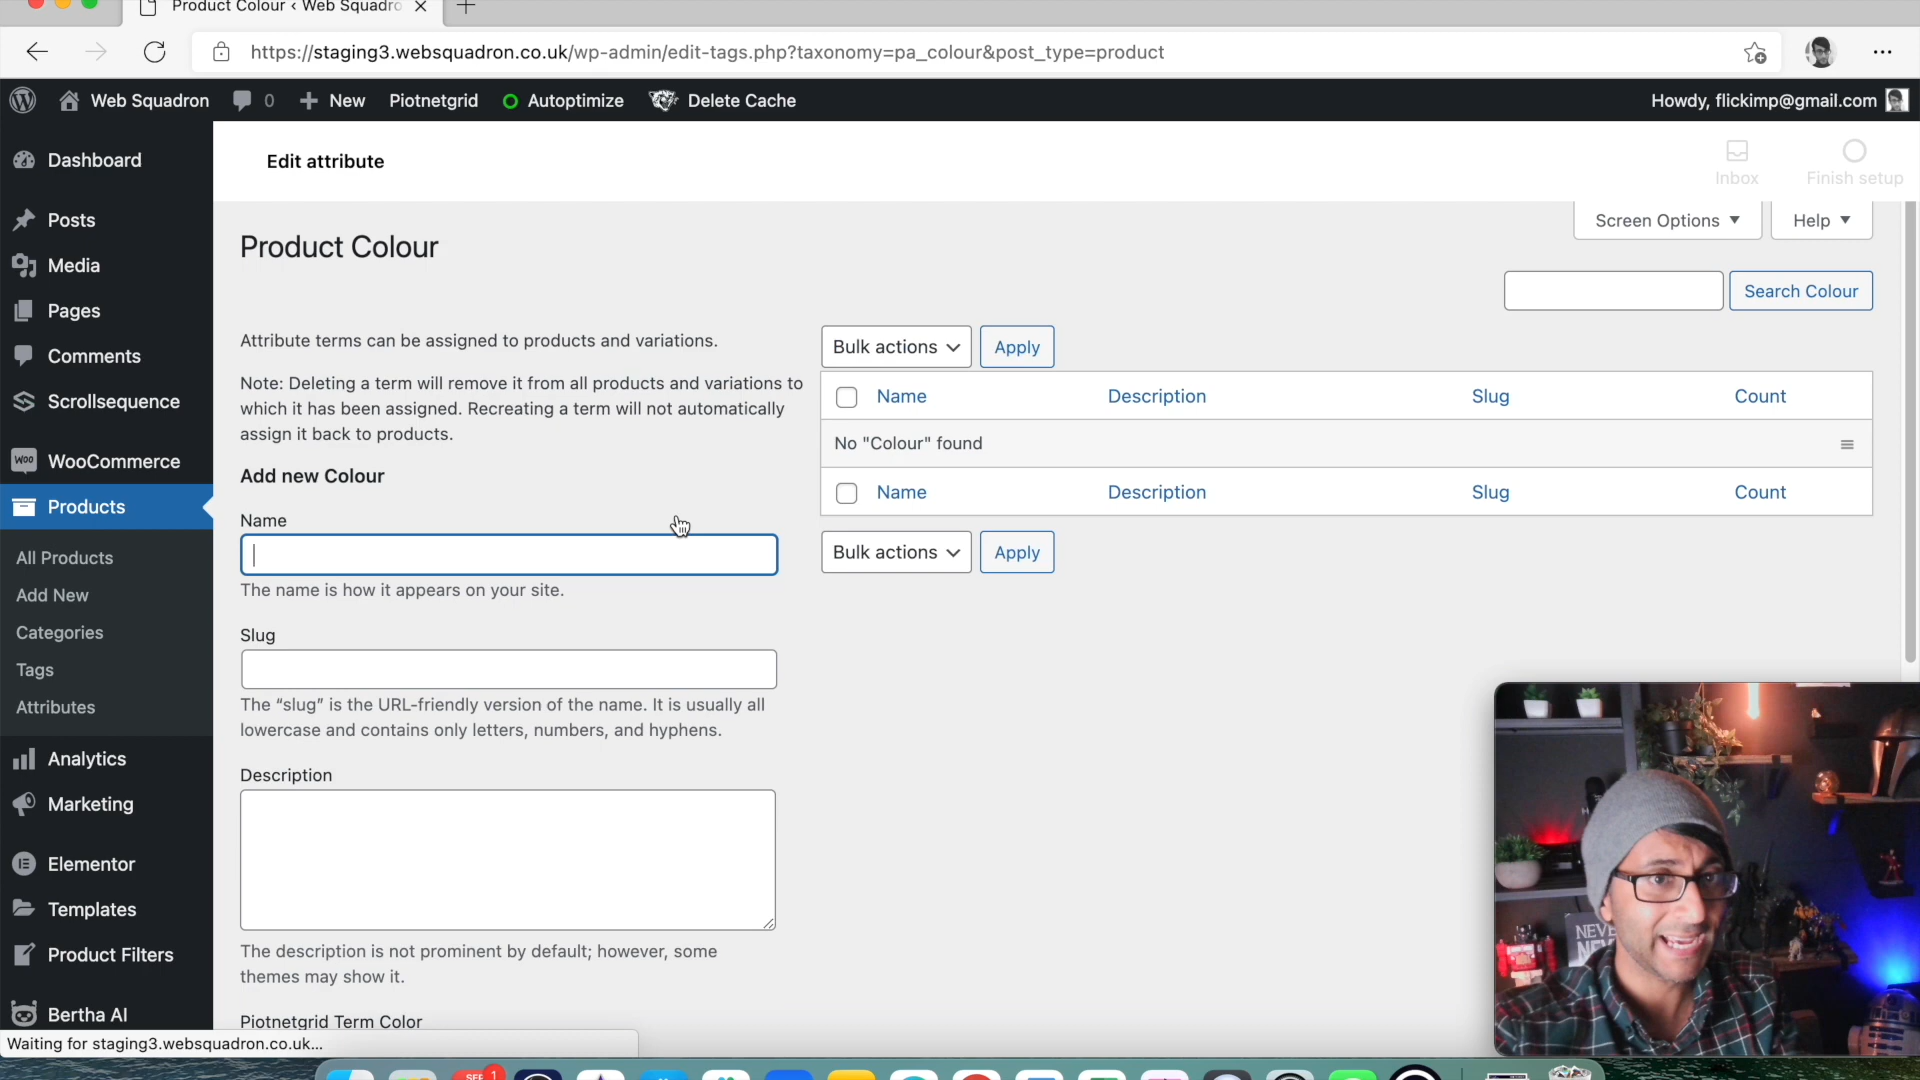 Product Colour ‹ Web Squadro
https://staging3.websquadron.co.uk/wp-admin/edit-tags.php?taxonomy=pa_colour&post_type=product
Web Squadron 0 New Piotnetgrid Autoptimize Delete Cache Howdy, flickimp@gmail.com
Dashboard
Posts
Media
Pages
Comments
Scrollsequence
Woo WooCommerce
Products
All Products
Add New
Categories
Tags
Attributes
Analytics
Marketing
Elementor
Templates
Product Filters
Bertha AI
Edit attribute
Inbox
Finish setup
Screen Options
Help
Product Colour
Search Colour
Attribute terms can be assigned to products and variations.
Note: Deleting a term will remove it from all products and variations to
which it has been assigned. Recreating a term will not automatically
assign it back to products.
Add new Colour
Name
The name is how it appears on your site.
Slug
The “slug” is the URL-friendly version of the name. It is usually all
lowercase and contains only letters, numbers, and hyphens.
Description
The description is not prominent by default; however, some
themes may show it.
Piotnetgrid Term Color
Bulk actions Apply
Name Description Slug Count
No "Colour" found
Name Description Slug Count
Bulk actions Apply
Waiting for staging3.websquadron.co.uk...
NEVE
NE
SEP 1